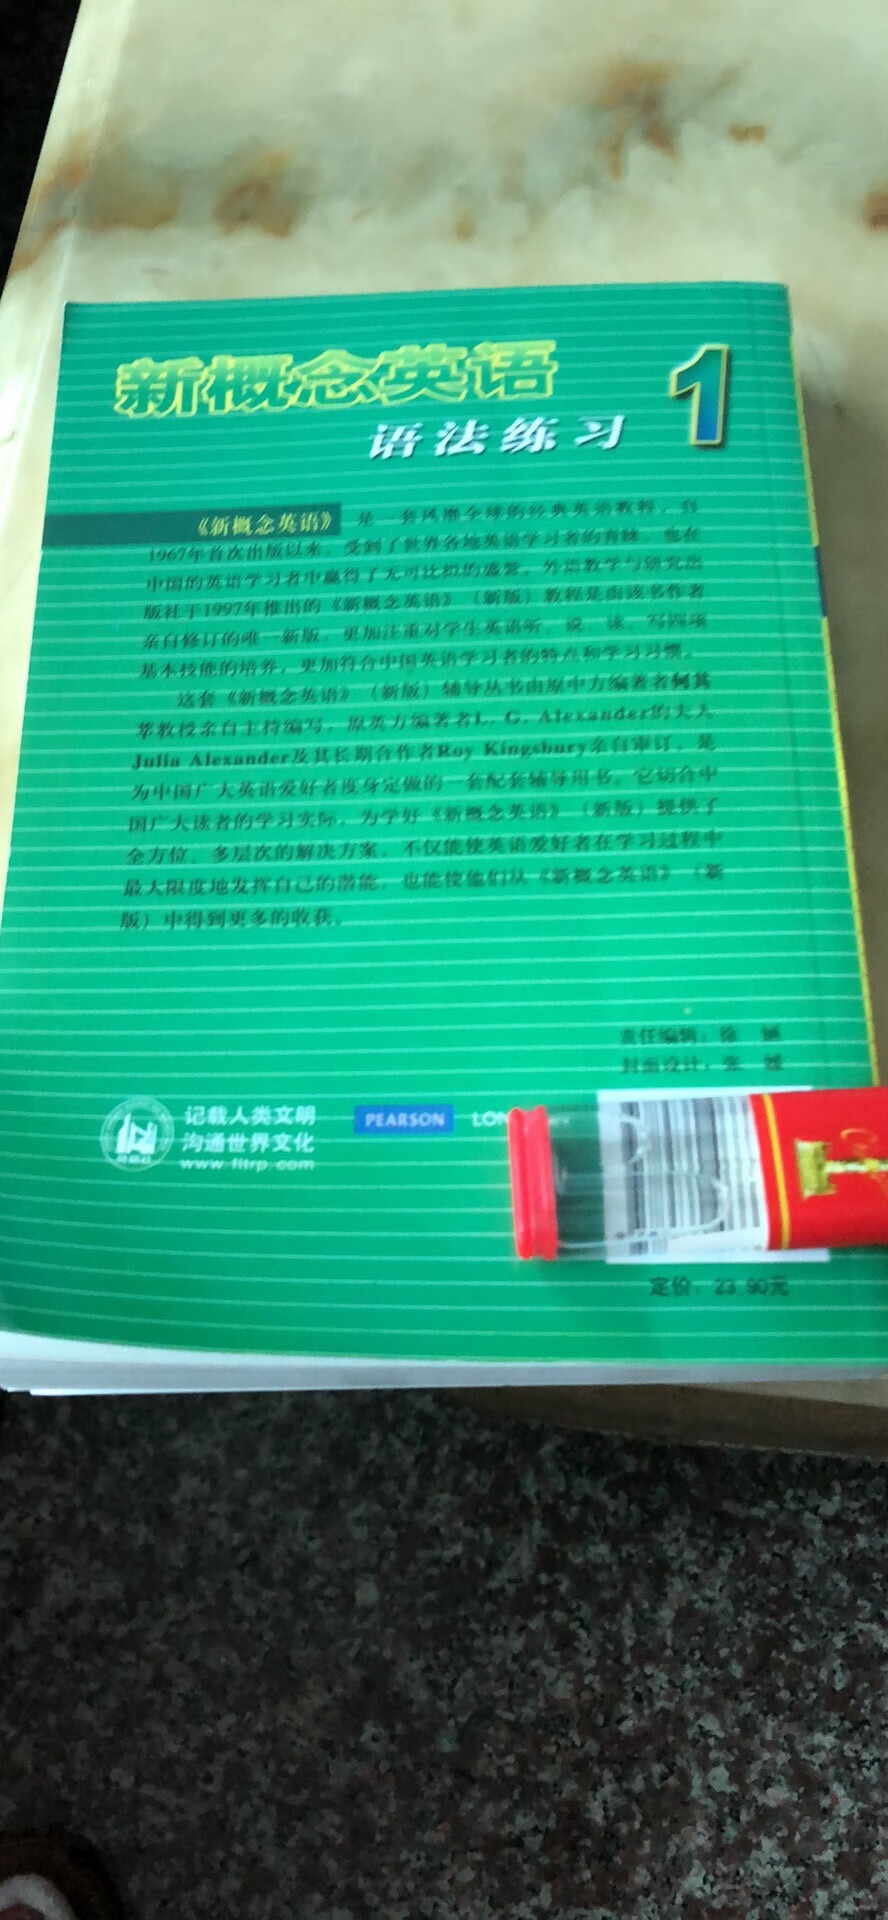 新概念英语
1
语法练习
《新概念英语》 是一套风靡全球的经典英语教程，自
1967年首次出版以来，受到了世界各地英语学习者的青睐，也在
中国的英语学习者中赢得了无可比拟的盛誉。外语教学与研究出
版社于1997年推出的《新概念英语》（新版）教程是由该书作者
亲自修订的唯一新版，更加注重对学生英语听、说、读、写四项
基本技能的培养，更加符合中国英语学习者的特点和学习习惯。
这套《新概念英语》（新版）辅导丛书由原中方编著者何其
莘教授亲自主持编写，原英方编著者L. G. Alexander的夫人
Julia Alexander及其长期合作者Roy Kingsbury亲自审订，是
为中国广大英语爱好者度身定做的一套配套辅导用书。它切合中
国广大读者的学习实际，为学好《新概念英语》（新版）提供了
全方位、多层次的解决方案，不仅能使英语爱好者在学习过程中
最大限度地发挥自己的潜能，也能使他们从《新概念英语》（新
版）中得到更多的收获。
责任编辑：徐
封面设计：张
记载人类文明
沟通世界文化
www.fltrp.com
PEARSON
定价：23.90元